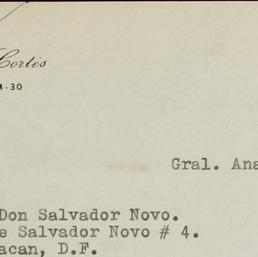 Cortés
4-30
Gral. Ana
Don Salvador Novo.
e Salvador Novo # 4.
acan, D.F.